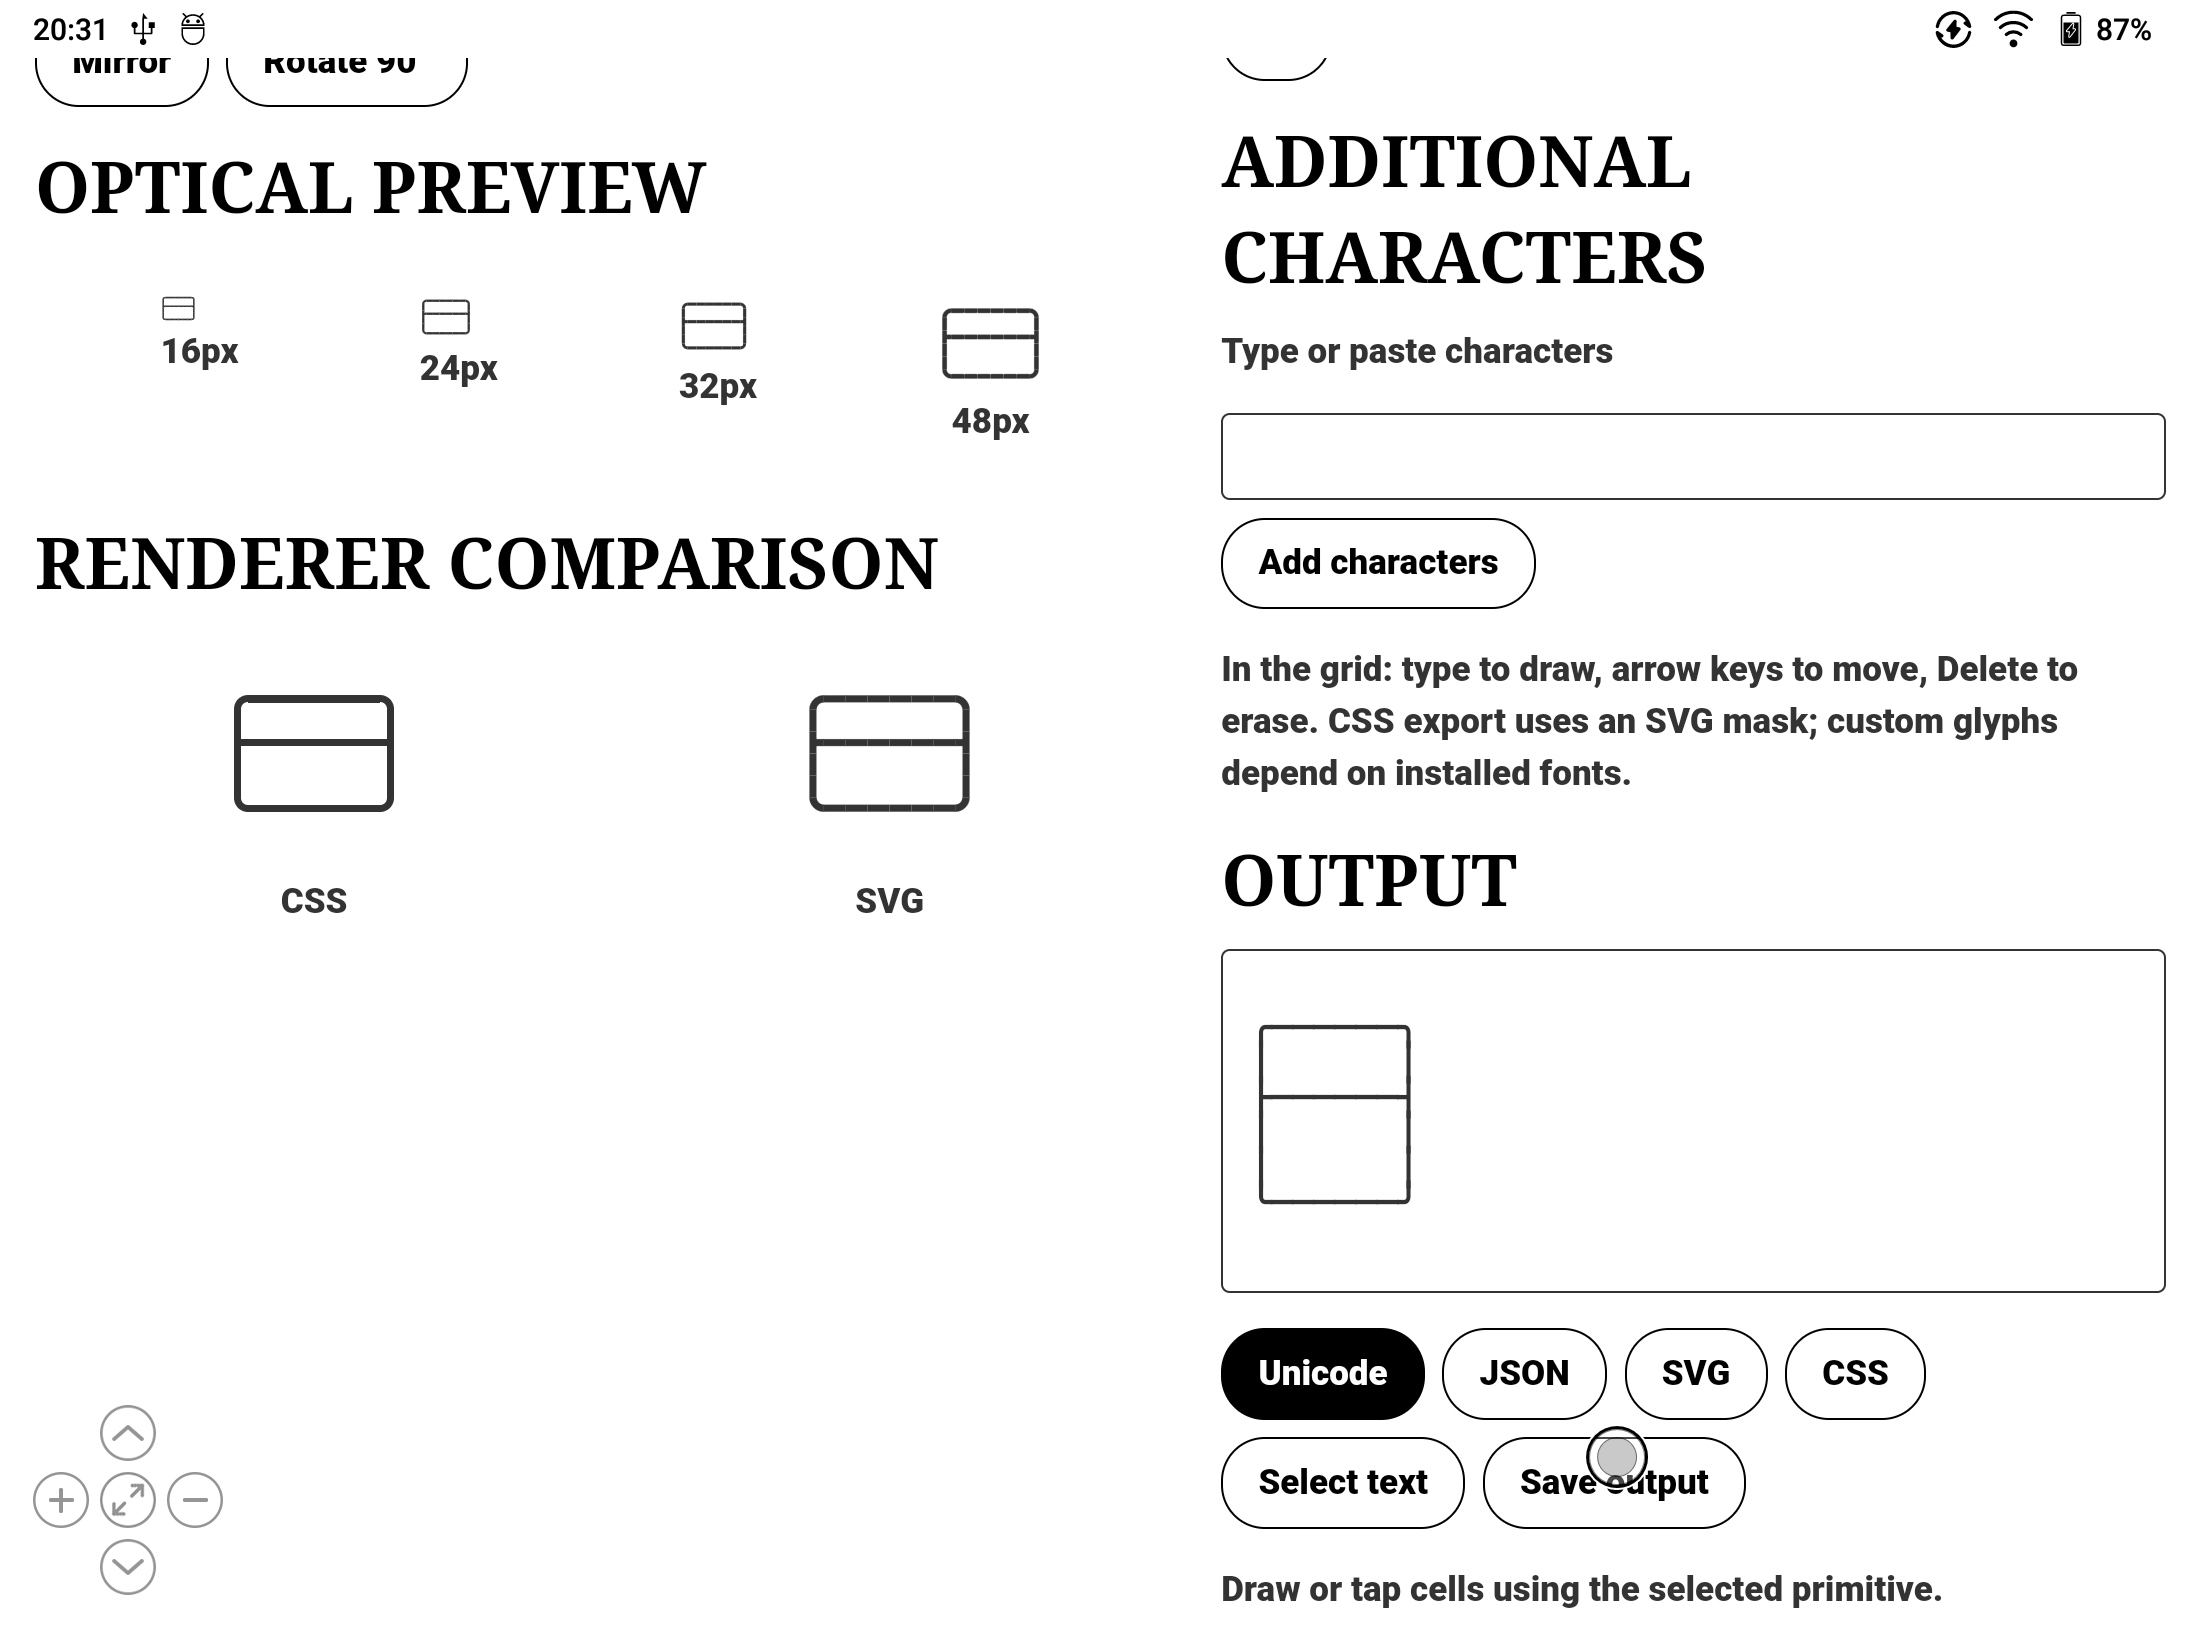 20:31
87%
Mirror
Rotate 90
OPTICAL PREVIEW
16px
24px
32px
48px
RENDERER COMPARISON
CSS
SVG
ADDITIONAL
CHARACTERS
Type or paste characters
Add characters
In the grid: type to draw, arrow keys to move, Delete to
erase. CSS export uses an SVG mask; custom glyphs
depend on installed fonts.
OUTPUT
Unicode
JSON
SVG
CSS
Select text
Save output
Draw or tap cells using the selected primitive.